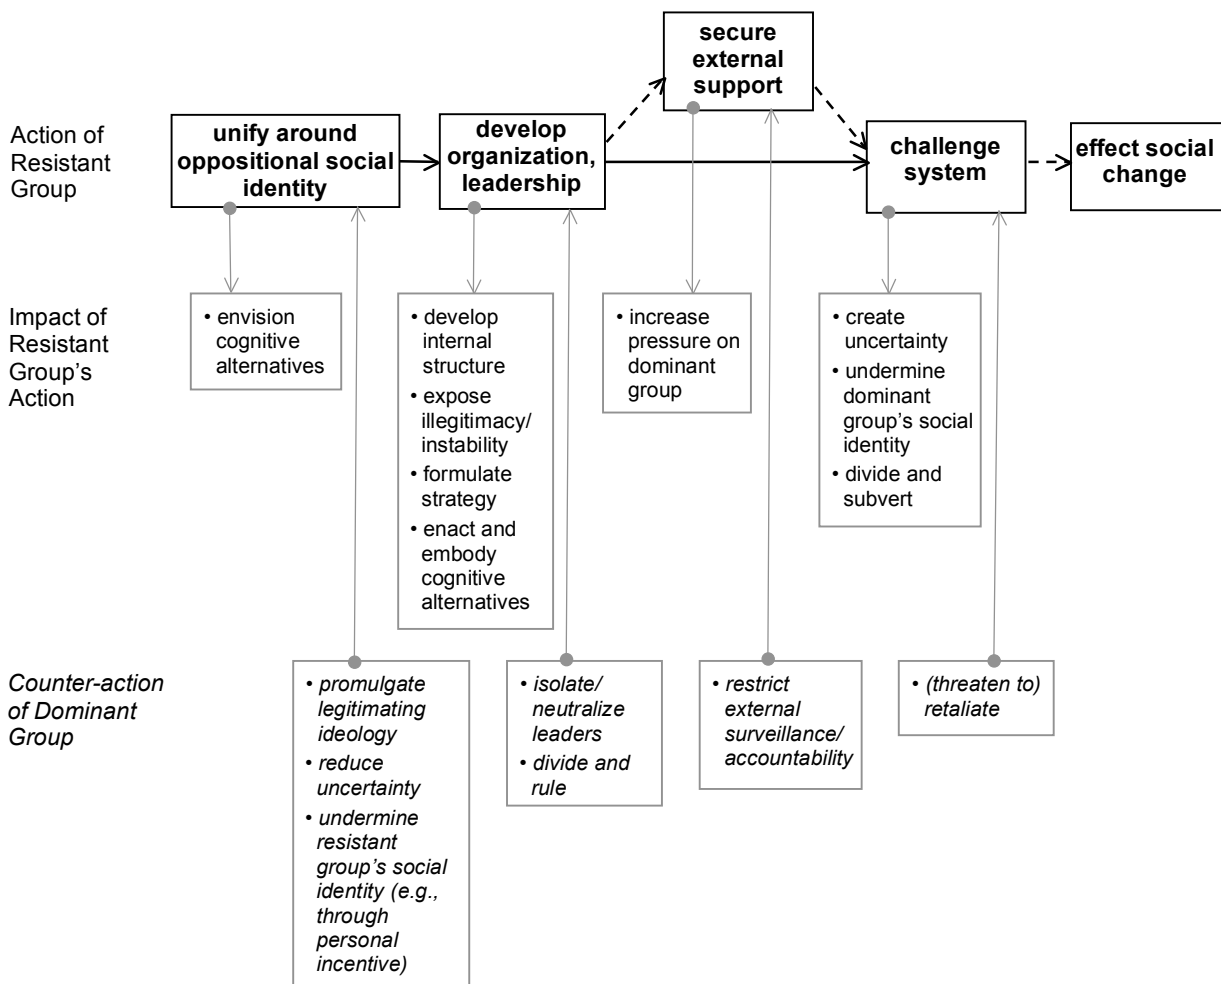 secure
external
support
Action of
Resistant
Group
unify around
oppositional social
identity
develop
organization,
leadership
challenge
system
effect social
change
Impact of
Resistant
Group's
Action
• envision
cognitive
alternatives
• develop
internal
structure
• expose
illegitimacy/
instability
• formulate
strategy
• enact and
embody
cognitive
alternatives
• increase
pressure on
dominant
group
• create
uncertainty
• undermine
dominant
group's social
identity
• divide and
subvert
Counter-action
of Dominant
Group
• promulgate
legitimating
ideology
• reduce
uncertainty
• undermine
resistant
group's social
identity (e.g.,
through
personal
incentive)
• isolate/
neutralize
leaders
• divide and
rule
• restrict
external
surveillance/
accountability
• (threaten to)
retaliate